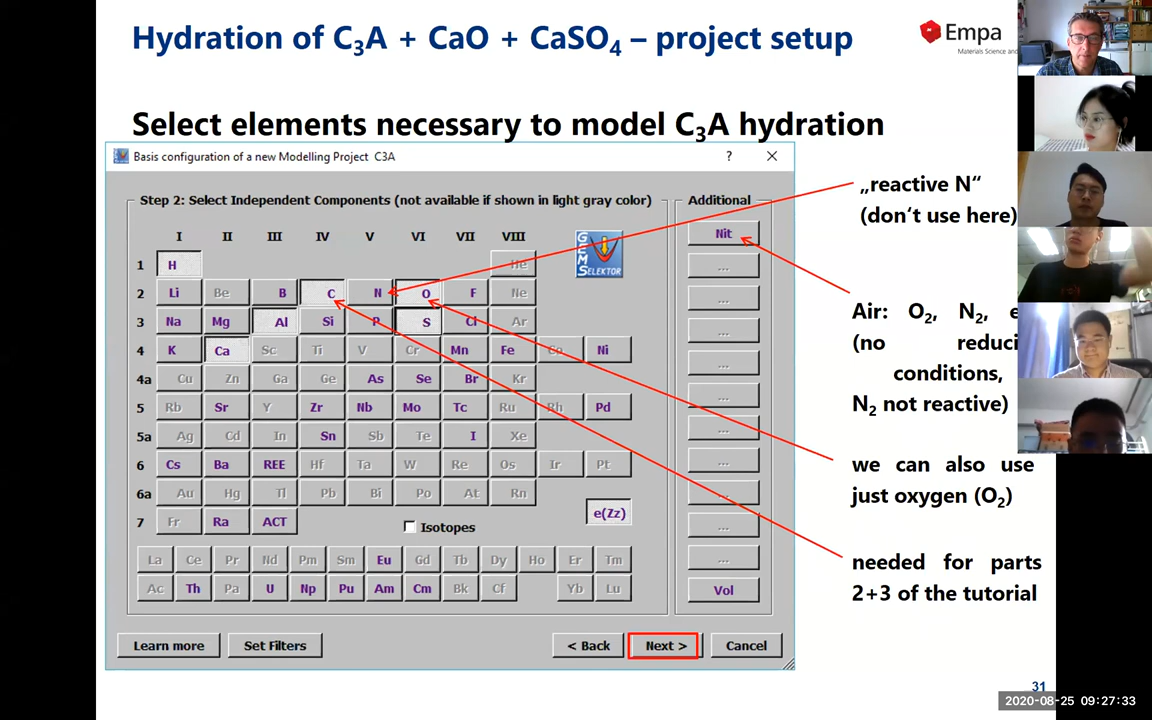 Hydration of C₃A + CaO + CaSO₄ – project setup
Empa
Materials Science and
Select elements necessary to model C₃A hydration
Basis configuration of a new Modelling Project C3A
? ×
Step 2: Select Independent Components (not available if shown in light gray color)
Additional
I II III IV V VI VII VIII
GEMS
SELEKTOR
1 H He
2 Li Be B C N O F Ne
3 Na Mg Al Si P S Cl Ar
4 K Ca Sc Ti V Cr Mn Fe Co Ni
4a Cu Zn Ga Ge As Se Br Kr
5 Rb Sr Y Zr Nb Mo Tc Ru Rh Pd
5a Ag Cd In Sn Sb Te I Xe
6 Cs Ba REE Hf Ta W Re Os Ir Pt
6a Au Hg Tl Pb Bi Po At Rn
7 Fr Ra ACT
Isotopes
e(Zz)
La Ce Pr Nd Pm Sm Eu Gd Tb Dy Ho Er Tm
Ac Th Pa U Np Pu Am Cm Bk Cf Yb Lu
Nit
...
...
...
...
...
...
...
...
...
...
Vol
Learn more Set Filters < Back Next > Cancel
„reactive N“
(don‘t use here)
Air: O₂, N₂, e
(no reduci
conditions,
N₂ not reactive)
we can also use
just oxygen (O₂)
needed for parts
2+3 of the tutorial
31
2020-08-25 09:27:33